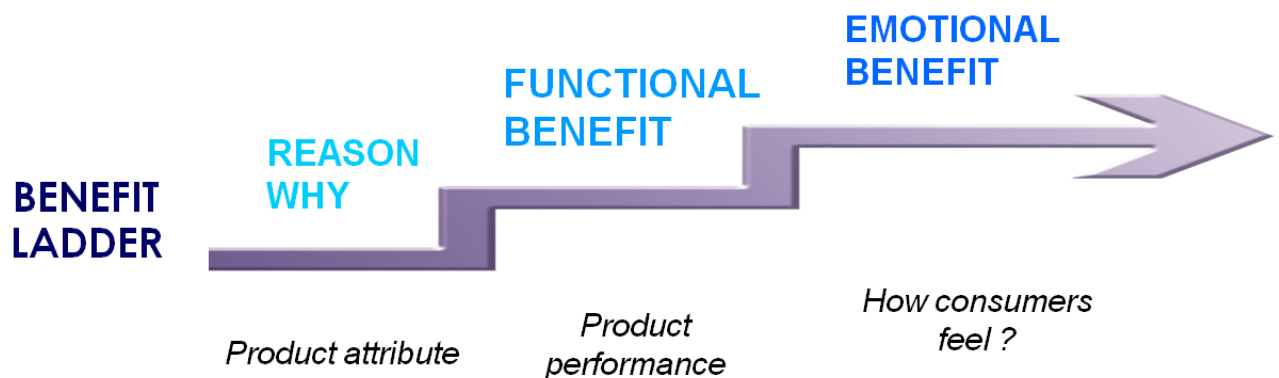 BENEFIT
LADDER
REASON
WHY
Product attribute
FUNCTIONAL
BENEFIT
Product
performance
EMOTIONAL
BENEFIT
How consumers
feel ?